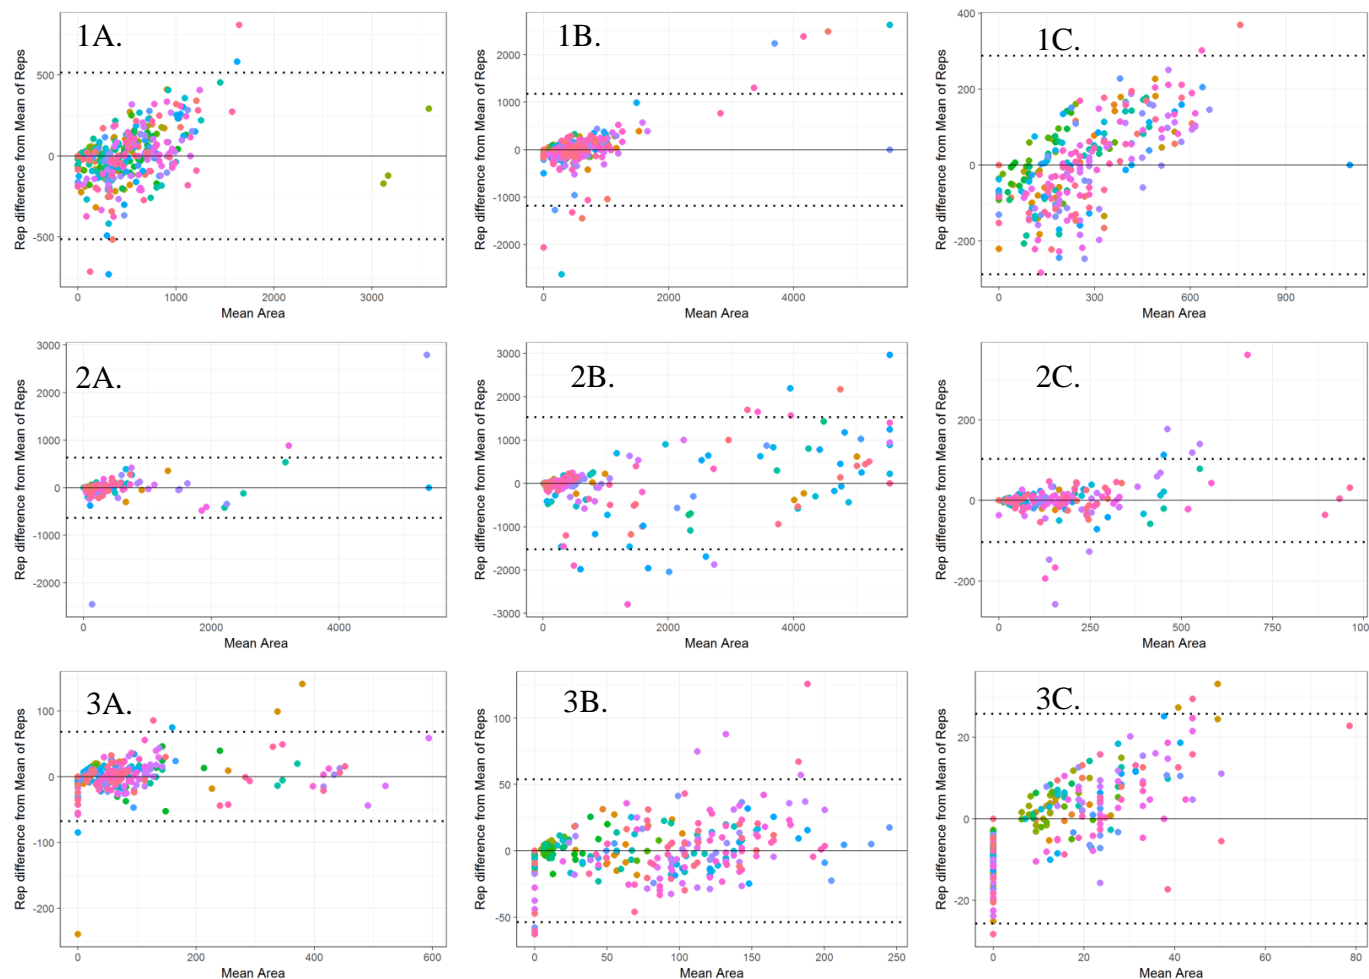 1A.
Rep difference from Mean of Reps
500
0
-500
0
1000
2000
3000
Mean Area
1B.
Rep difference from Mean of Reps
2000
1000
0
-1000
-2000
0
2000
4000
Mean Area
1C.
Rep difference from Mean of Reps
400
200
0
-200
0
300
600
900
Mean Area
2A.
Rep difference from Mean of Reps
3000
2000
1000
0
-1000
-2000
0
2000
4000
Mean Area
2B.
Rep difference from Mean of Reps
3000
2000
1000
0
-1000
-2000
-3000
0
2000
4000
Mean Area
2C.
Rep difference from Mean of Reps
200
0
-200
0
250
500
750
100
Mean Area
3A.
Rep difference from Mean of Reps
100
0
-100
-200
0
200
400
600
Mean Area
3B.
Rep difference from Mean of Reps
100
50
0
-50
0
50
100
150
200
250
Mean Area
3C.
Rep difference from Mean of Reps
20
0
-20
0
20
40
60
80
Mean Area